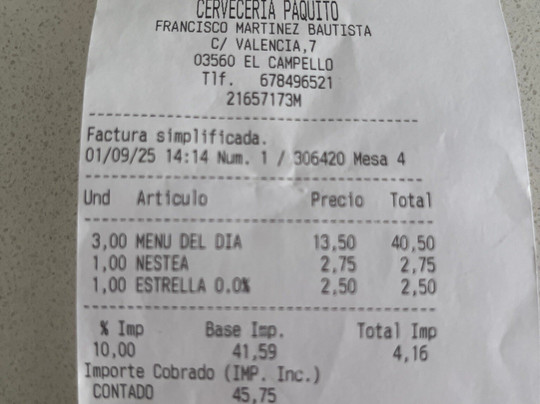 CERVECERIA PAQUITO
FRANCISCO MARTINEZ BAUTISTA
C/ VALENCIA,7
03560 EL CAMPELLO
Tlf. 678496521
21657173M
Factura simplificada.
01/09/25 14:14 Num. 1 / 306420 Mesa 4
Und Articulo Precio Total
3,00 MENU DEL DIA 13,50 40,50
1,00 NESTEA 2,75 2,75
1,00 ESTRELLA 0.0% 2,50 2,50
% Imp Base Imp. Total Imp
10,00 41,59 4,16
Importe Cobrado (IMP. Inc.)
CONTADO 45,75